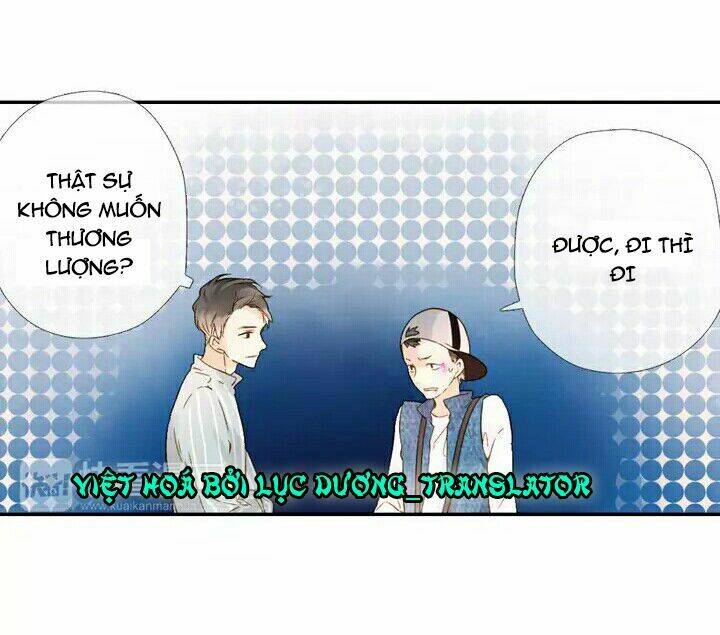 THẬT SỰ
KHÔNG MUỐN
THƯƠNG
LƯỢNG?
ĐƯỢC, ĐI THÌ
ĐI
VIỆT HOÁ BỞI LỤC DƯƠNG_TRANSLATOR